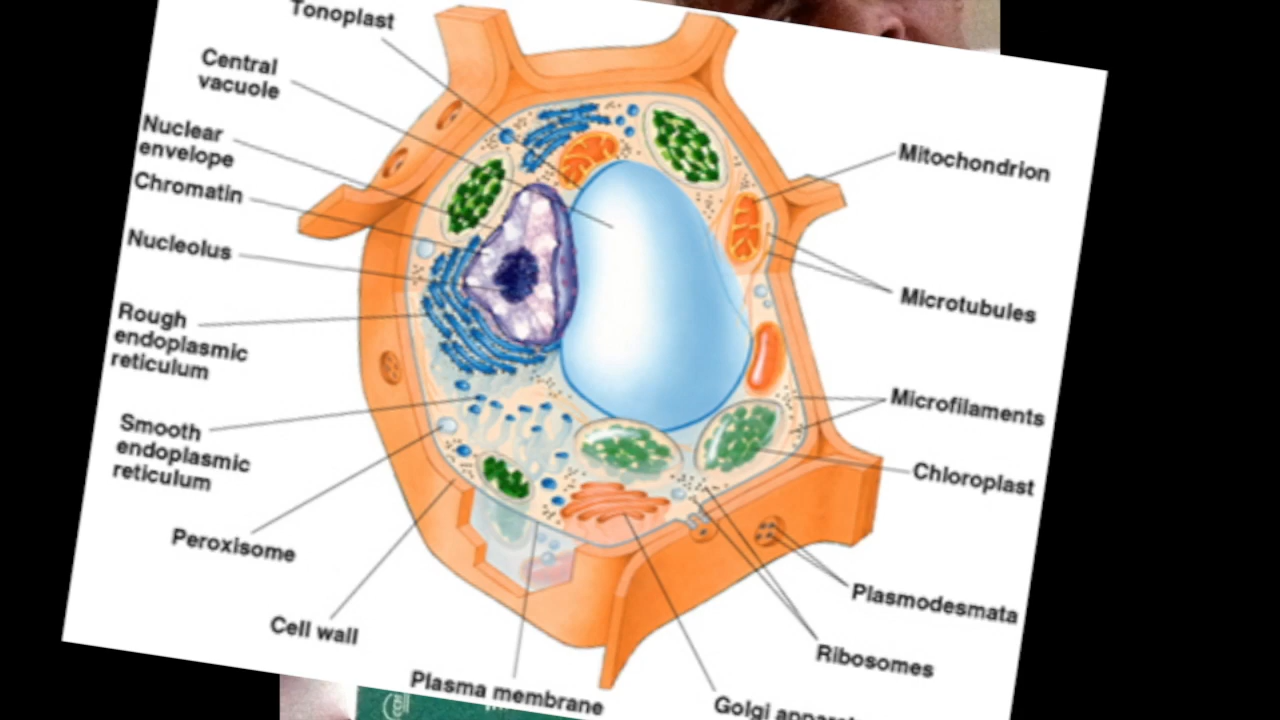 Tonoplast
Central
vacuole
Nuclear
envelope
Chromatin
Nucleolus
Rough
endoplasmic
reticulum
Smooth
endoplasmic
reticulum
Peroxisome
Cell wall
Plasma membrane
Mitochondrion
Microtubules
Microfilaments
Chloroplast
Plasmodesmata
Ribosomes
Golgi